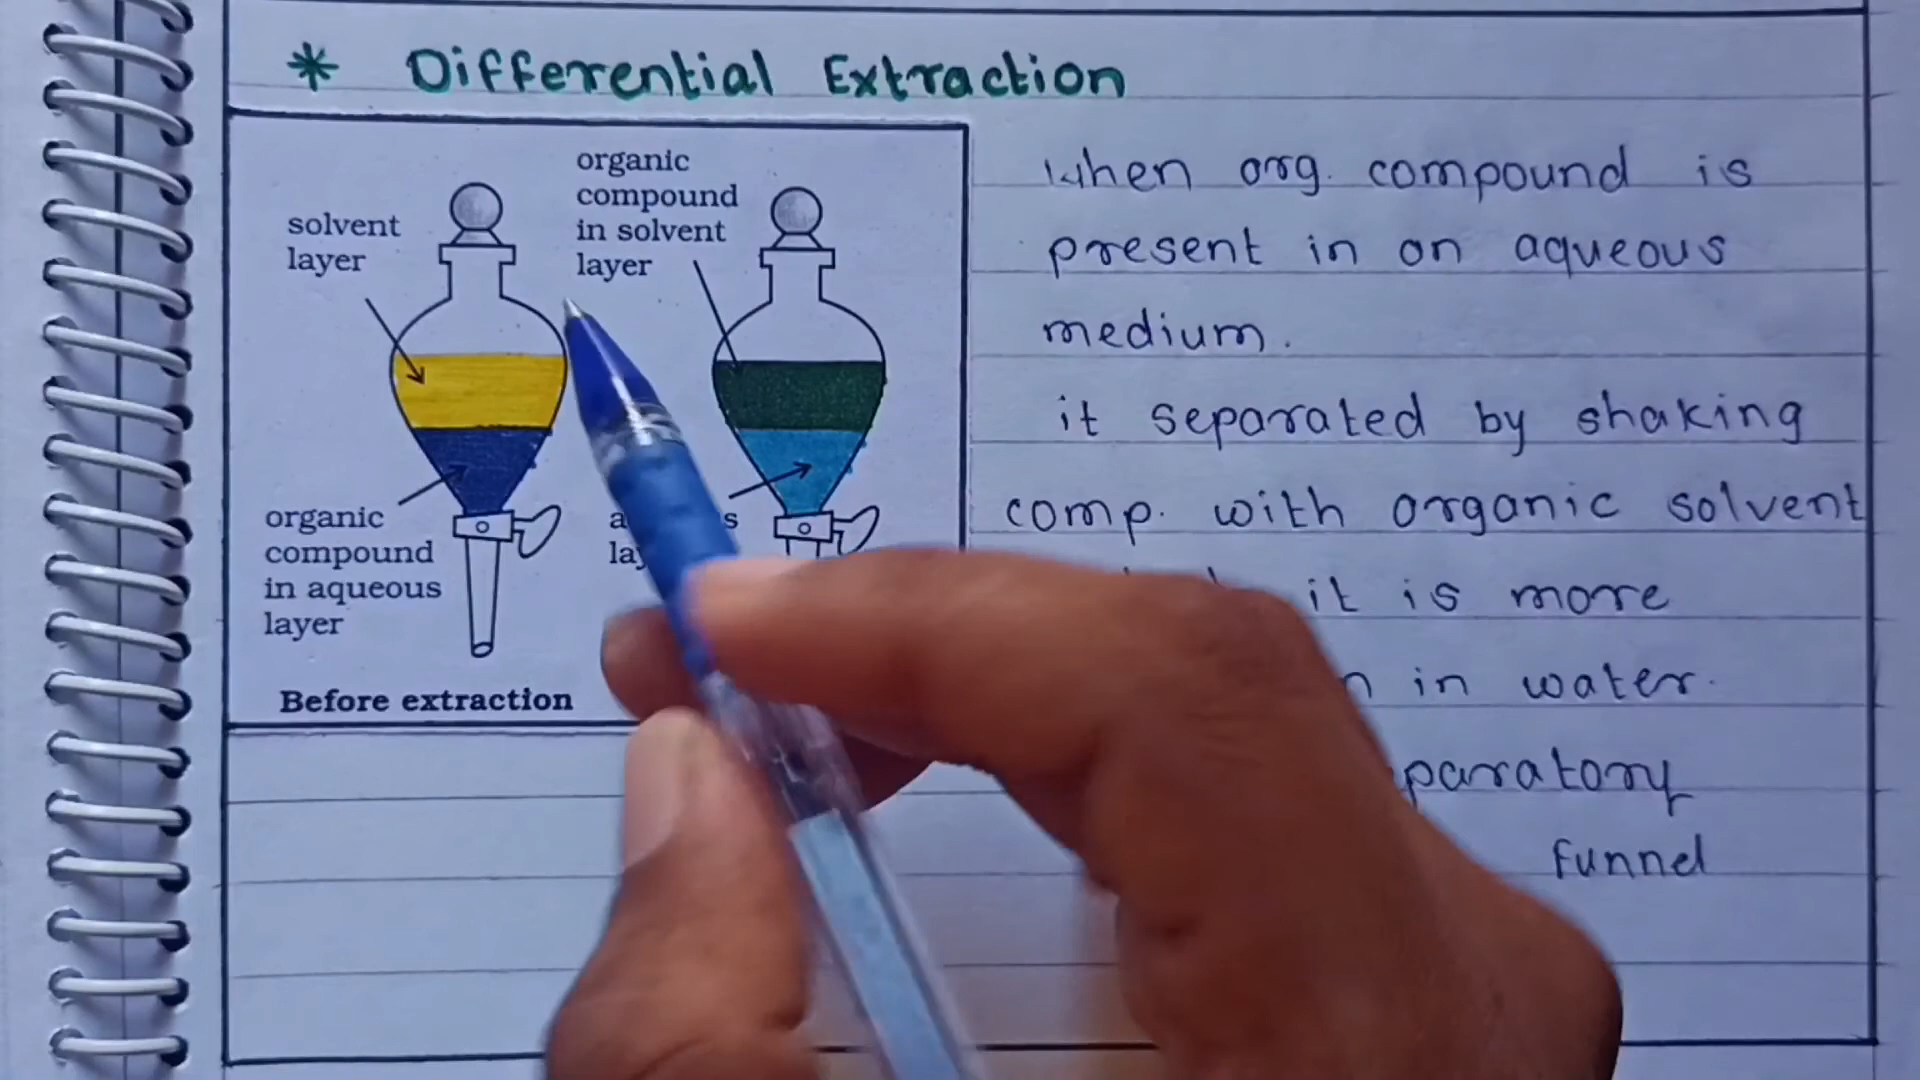 * Differential Extraction
solvent
layer
organic
compound
in solvent
layer
organic
compound
in aqueous
layer
Before extraction
When org. compound is
present in an aqueous
medium.
it separated by shaking
comp. with organic solvent
it is more
in water.
funnel